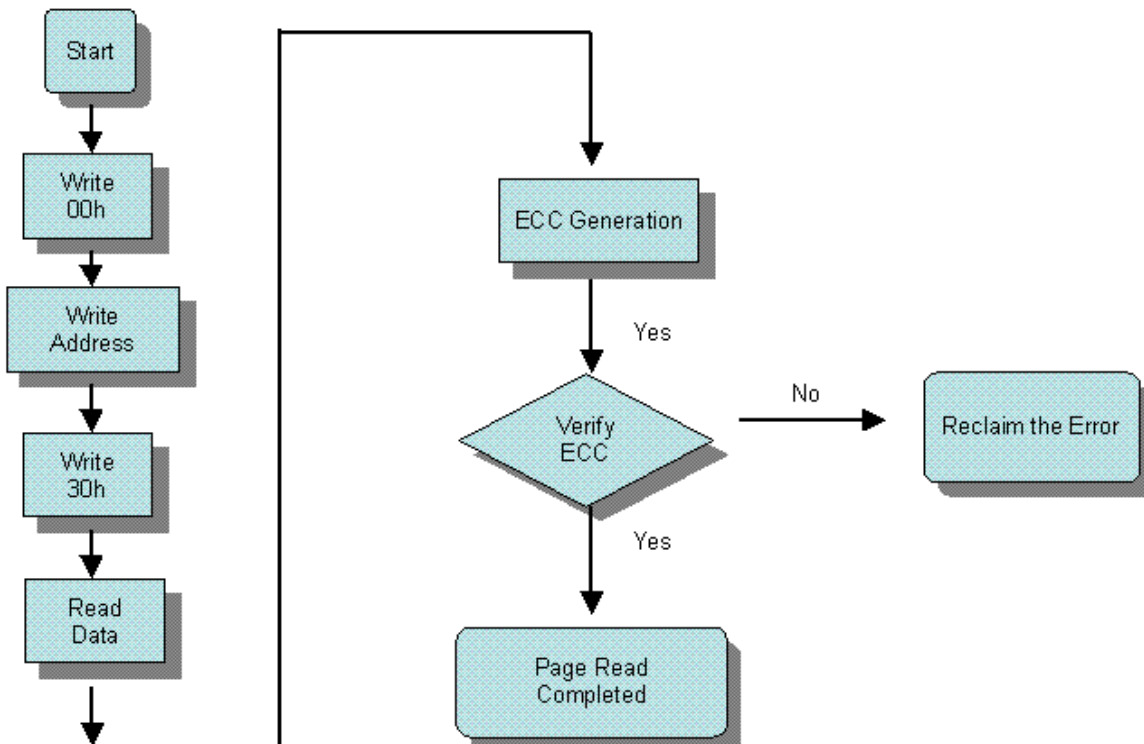 Start
Write
00h
Write
Address
Write
30h
Read
Data
ECC Generation
Yes
Verify
ECC
No
Reclaim the Error
Yes
Page Read
Completed